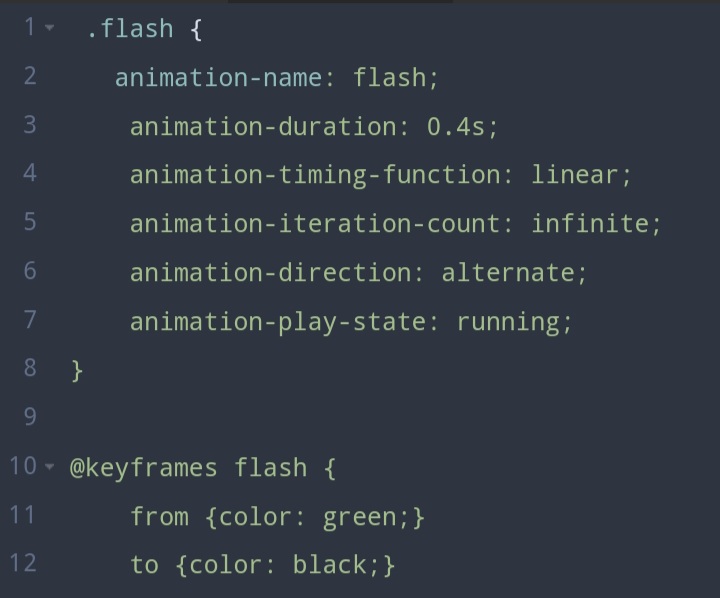 1 .flash {
2 animation-name: flash;
3 animation-duration: 0.4s;
4 animation-timing-function: linear;
5 animation-iteration-count: infinite;
6 animation-direction: alternate;
7 animation-play-state: running;
8 }
9
10 @keyframes flash {
11 from {color: green;}
12 to {color: black;}